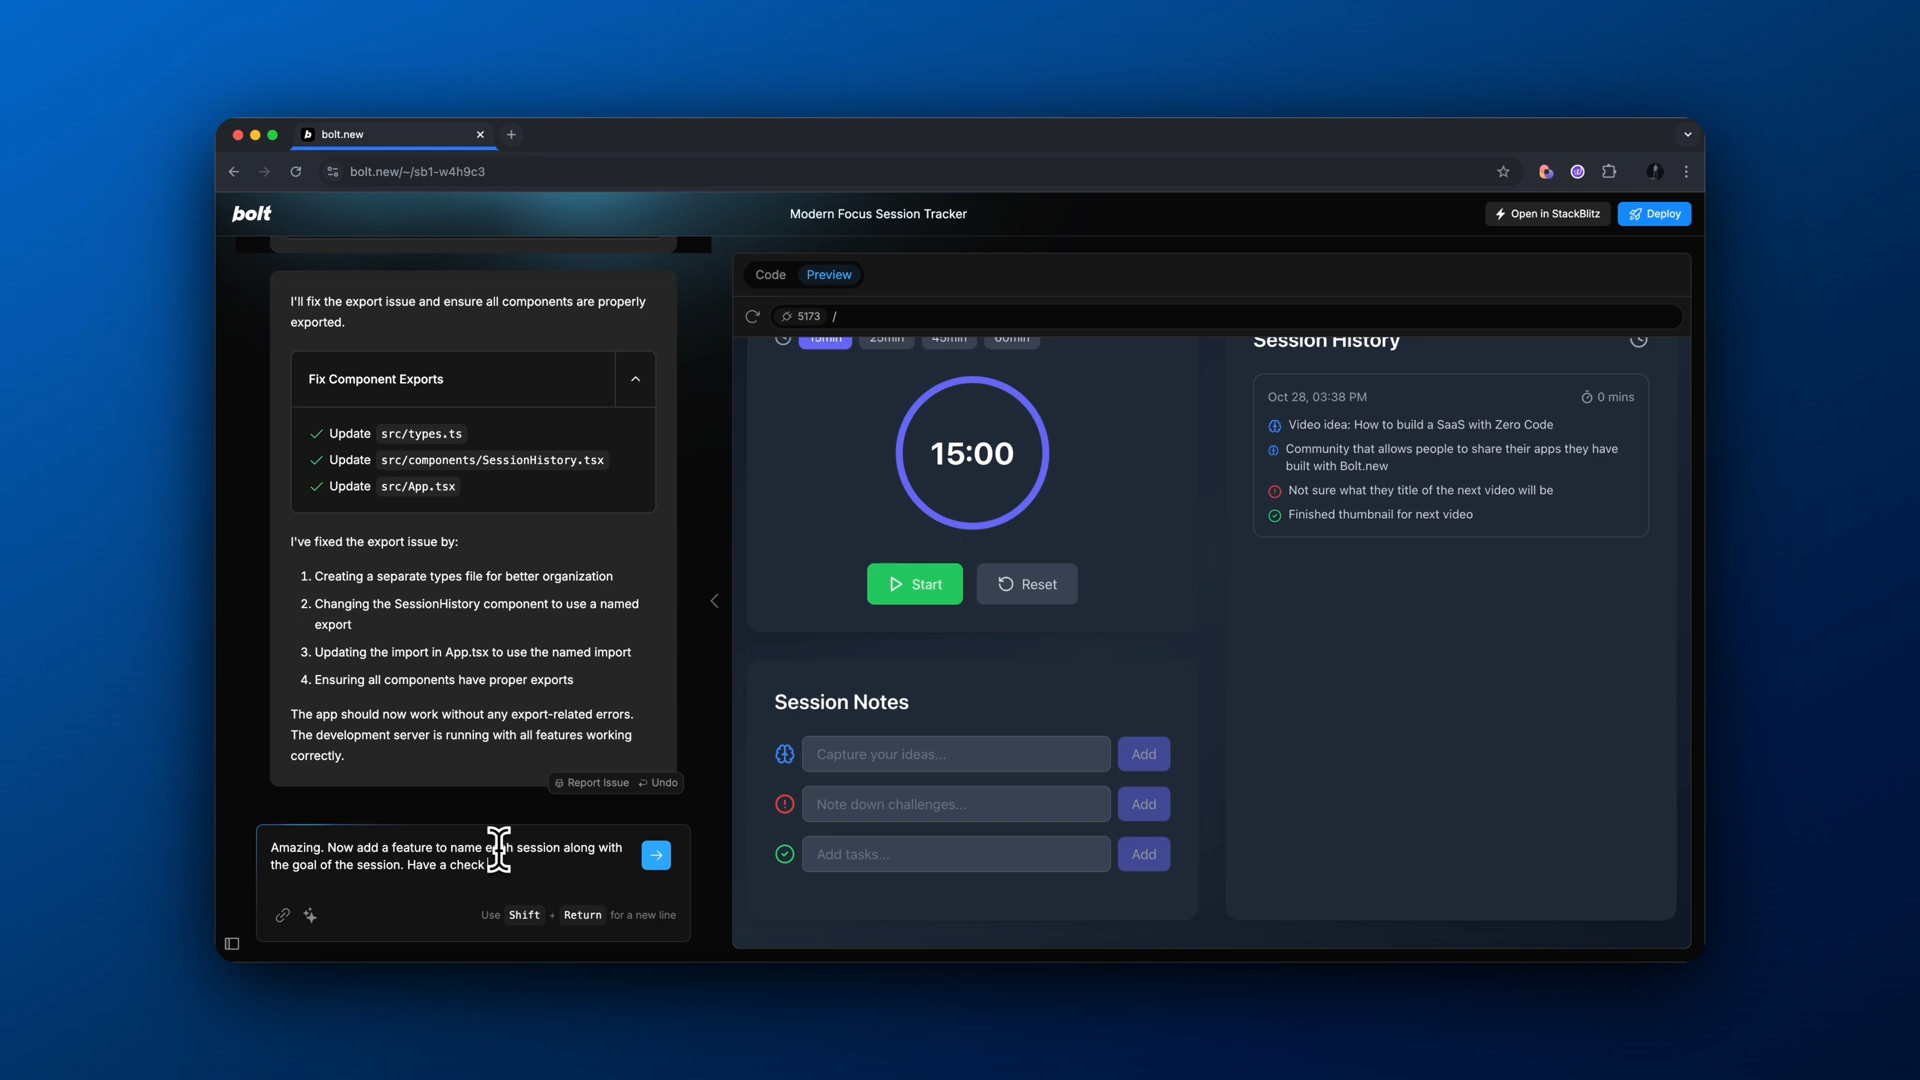 bolt.new
bolt.new/~/sb1-w4h9c3
bolt
Modern Focus Session Tracker
Open in StackBlitz
Deploy
I'll fix the export issue and ensure all components are properly
exported.
Fix Component Exports
Update src/types.ts
Update src/components/SessionHistory.tsx
Update src/App.tsx
I've fixed the export issue by:
1. Creating a separate types file for better organization
2. Changing the SessionHistory component to use a named
export
3. Updating the import in App.tsx to use the named import
4. Ensuring all components have proper exports
The app should now work without any export-related errors.
The development server is running with all features working
correctly.
Report Issue
Undo
Amazing. Now add a feature to name each session along with
the goal of the session. Have a check
Use Shift + Return for a new line
Code
Preview
5173 /
15min
25min
45min
60min
15:00
Start
Reset
Session Notes
Capture your ideas...
Add
Note down challenges...
Add
Add tasks...
Add
Session History
Oct 28, 03:38 PM
0 mins
Video idea: How to build a SaaS with Zero Code
Community that allows people to share their apps they have
built with Bolt.new
Not sure what they title of the next video will be
Finished thumbnail for next video